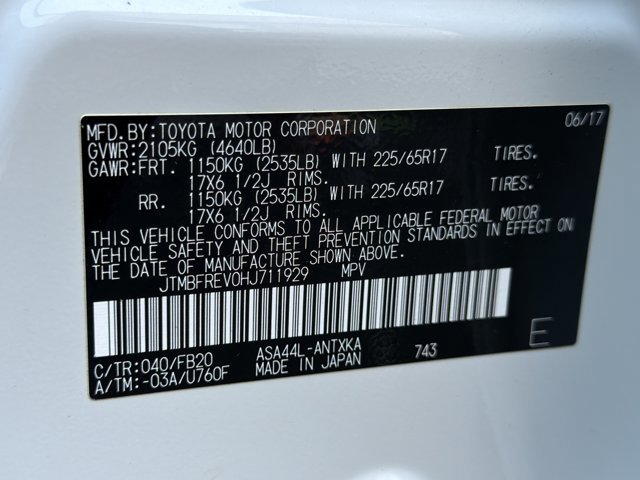 06/17
MFD.BY:TOYOTA MOTOR CORPORATION
GVWR:2105KG (4640LB)
GAWR:FRT. 1150KG (2535LB) WITH 225/65R17 TIRES.
17X6 1/2J RIMS.
RR. 1150KG (2535LB) WITH 225/65R17 TIRES.
17X6 1/2J RIMS.
THIS VEHICLE CONFORMS TO ALL APPLICABLE FEDERAL MOTOR
VEHICLE SAFETY AND THEFT PREVENTION STANDARDS IN EFFECT ON
THE DATE OF MANUFACTURE SHOWN ABOVE.
JTMBFREV0HJ711929 MPV
C/TR:040/FB20 ASA44L-ANTXKA 743 E
A/TM:-03A/U760F MADE IN JAPAN